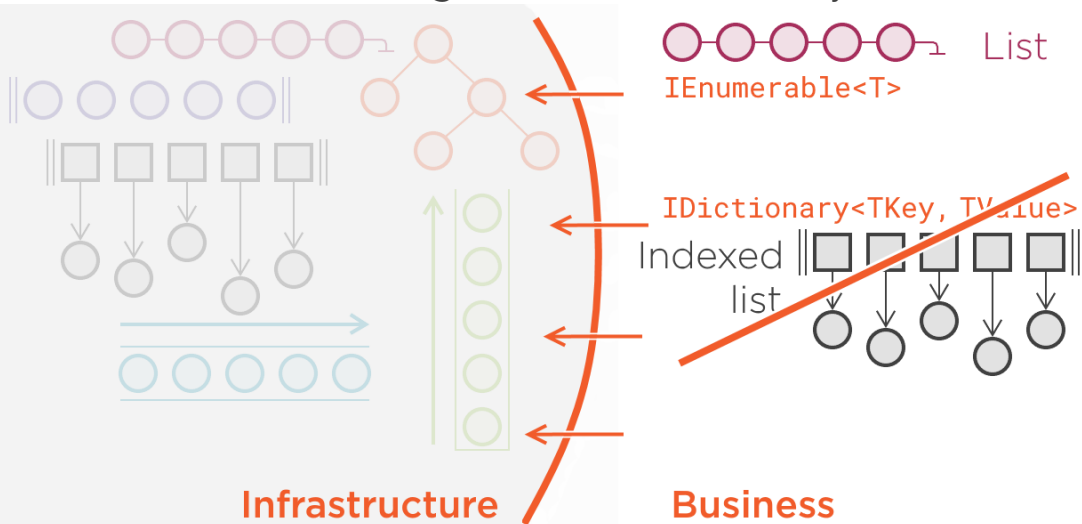 List
IEnumerable<T>
IDictionary<TKey, TValue>
Indexed
list
Infrastructure
Business